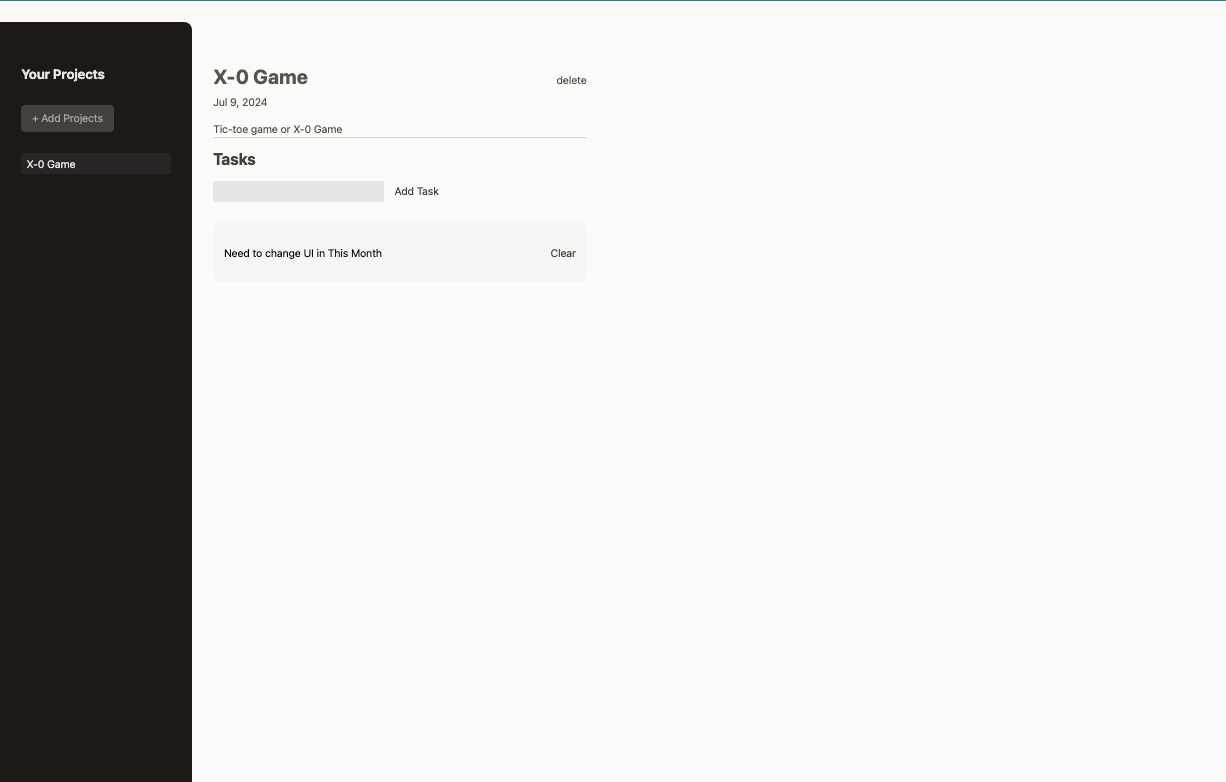 Your Projects
+ Add Projects
X-0 Game
X-0 Game
delete
Jul 9, 2024
Tic-toe game or X-0 Game
Tasks
Add Task
Need to change UI in This Month
Clear